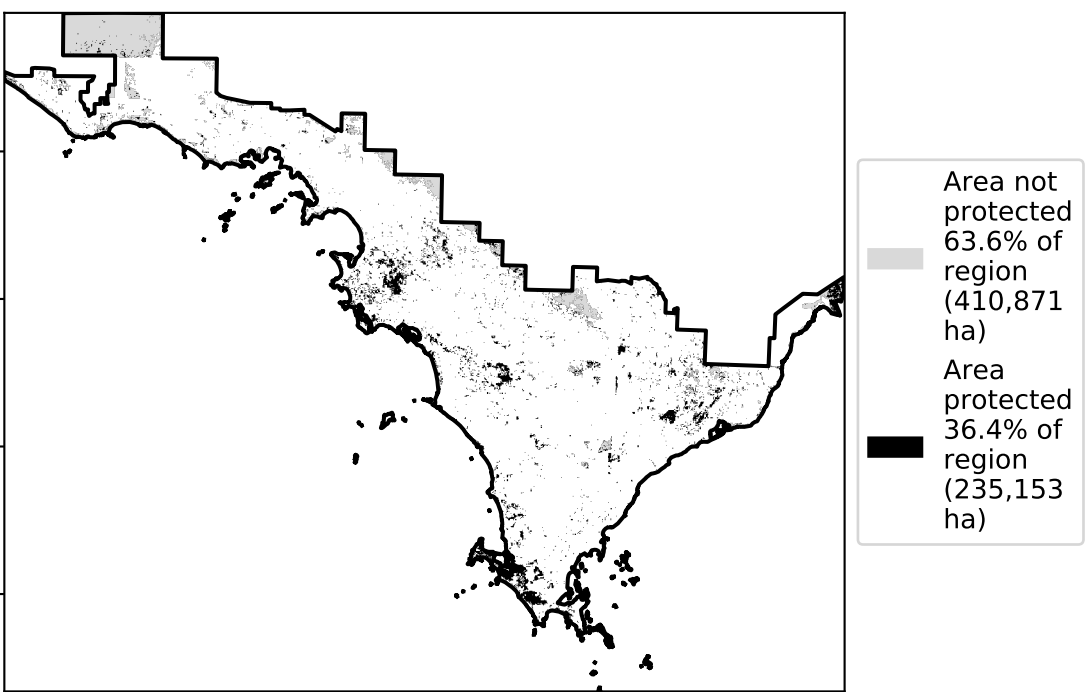 Area not
protected
63.6% of
region
(410,871
ha)
Area
protected
36.4% of
region
(235,153
ha)